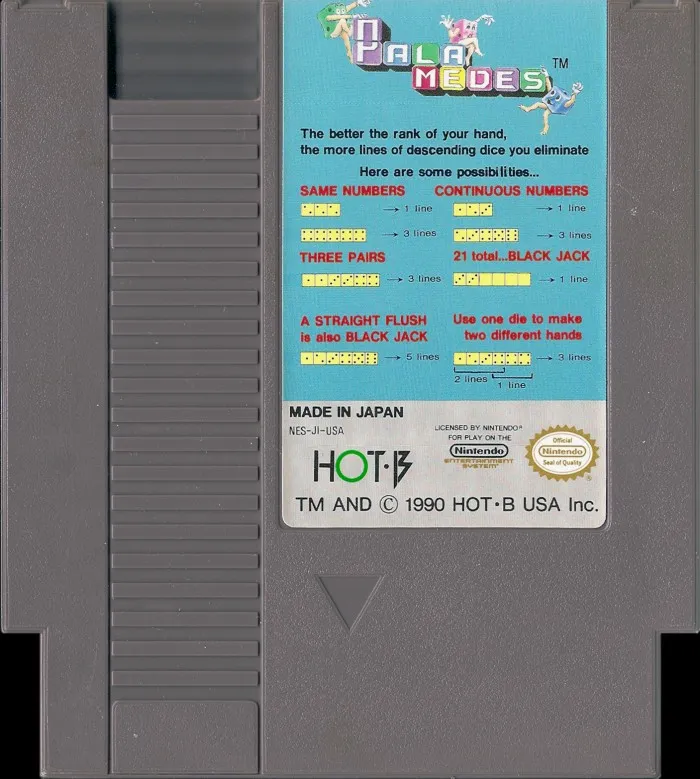 PALA
MEDES TM
The better the rank of your hand,
the more lines of descending dice you eliminate
Here are some possibilities...
SAME NUMBERS
→ 1 line
→ 3 lines
CONTINUOUS NUMBERS
→ 1 line
→ 3 lines
THREE PAIRS
→ 3 lines
21 total...BLACK JACK
→ 1 line
A STRAIGHT FLUSH
is also BLACK JACK
→ 5 lines
Use one die to make
two different hands
→ 3 lines
2 lines
1 line
MADE IN JAPAN
NES-JI-USA
HOT·B
LICENSED BY NINTENDO®
FOR PLAY ON THE
Nintendo
ENTERTAINMENT
SYSTEM®
Official
Nintendo
Seal of Quality
®
TM AND © 1990 HOT·B USA Inc.